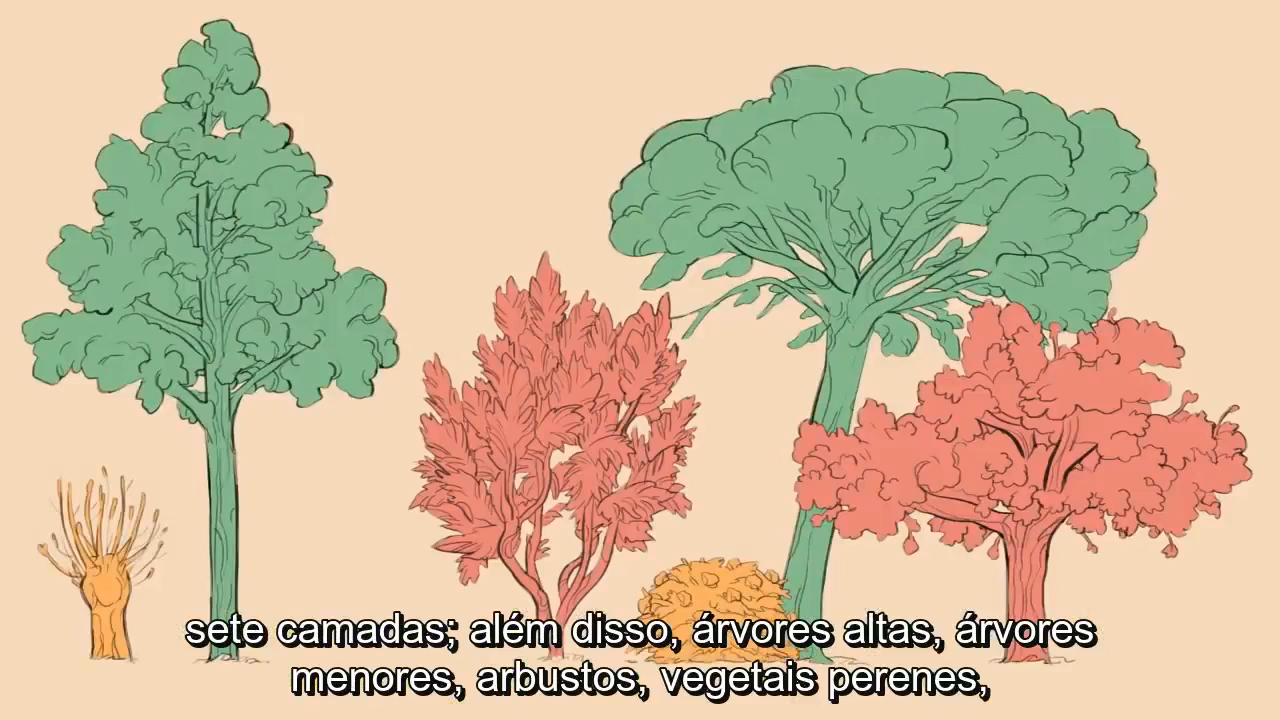 sete camadas; além disso, árvores altas, árvores
menores, arbustos, vegetais perenes,